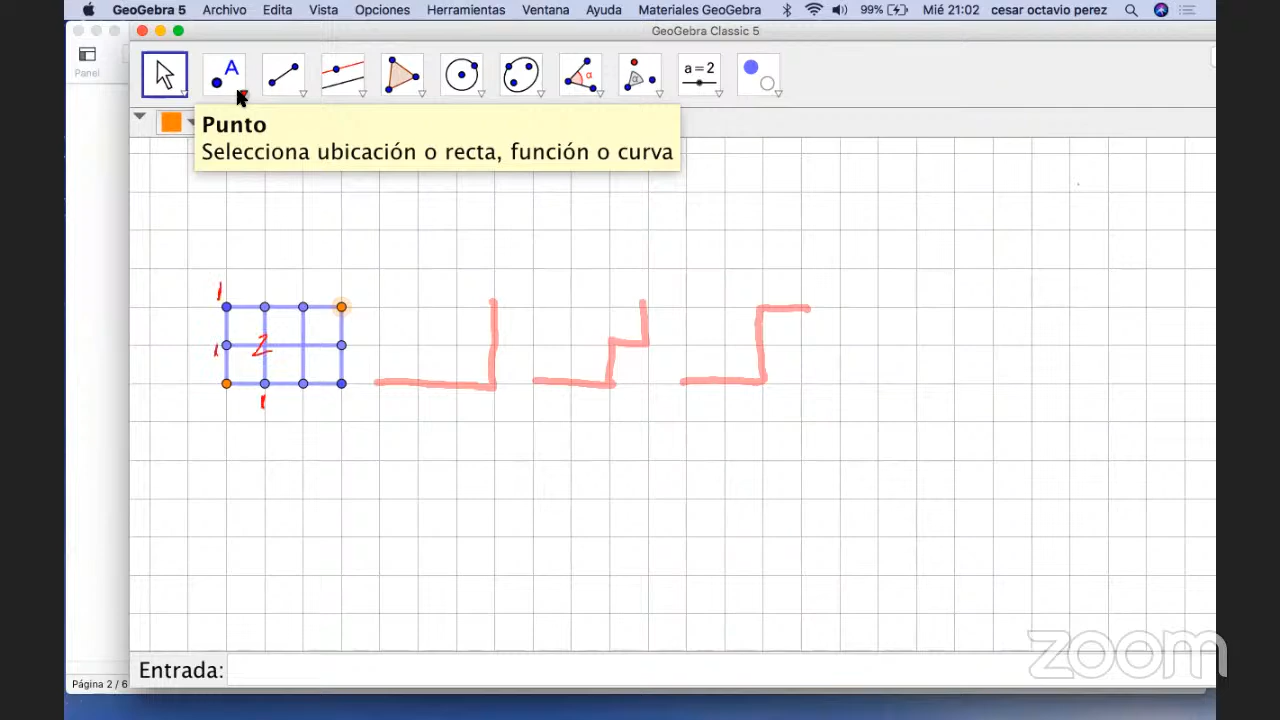 GeoGebra 5 Archivo Edita Vista Opciones Herramientas Ventana Ayuda Materiales GeoGebra 99% Mié 21:02 cesar octavio perez
GeoGebra Classic 5
Panel
A
α
a = 2
Punto
Selecciona ubicación o recta, función o curva
1
1 2
1
Entrada:
Página 2 / 6
zoom